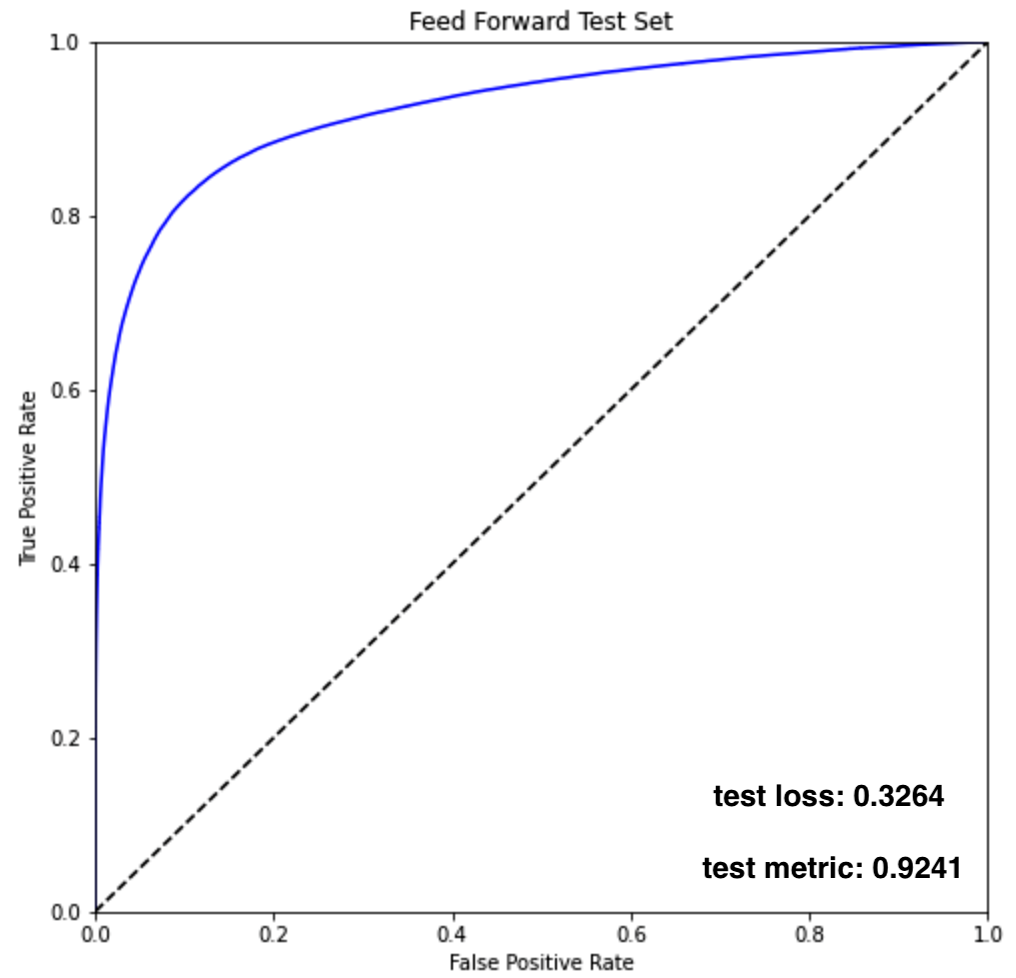 Feed Forward Test Set
1.0
0.8
0.6
0.4
0.2
0.0
True Positive Rate
test loss: 0.3264
test metric: 0.9241
0.0 0.2 0.4 0.6 0.8 1.0
False Positive Rate